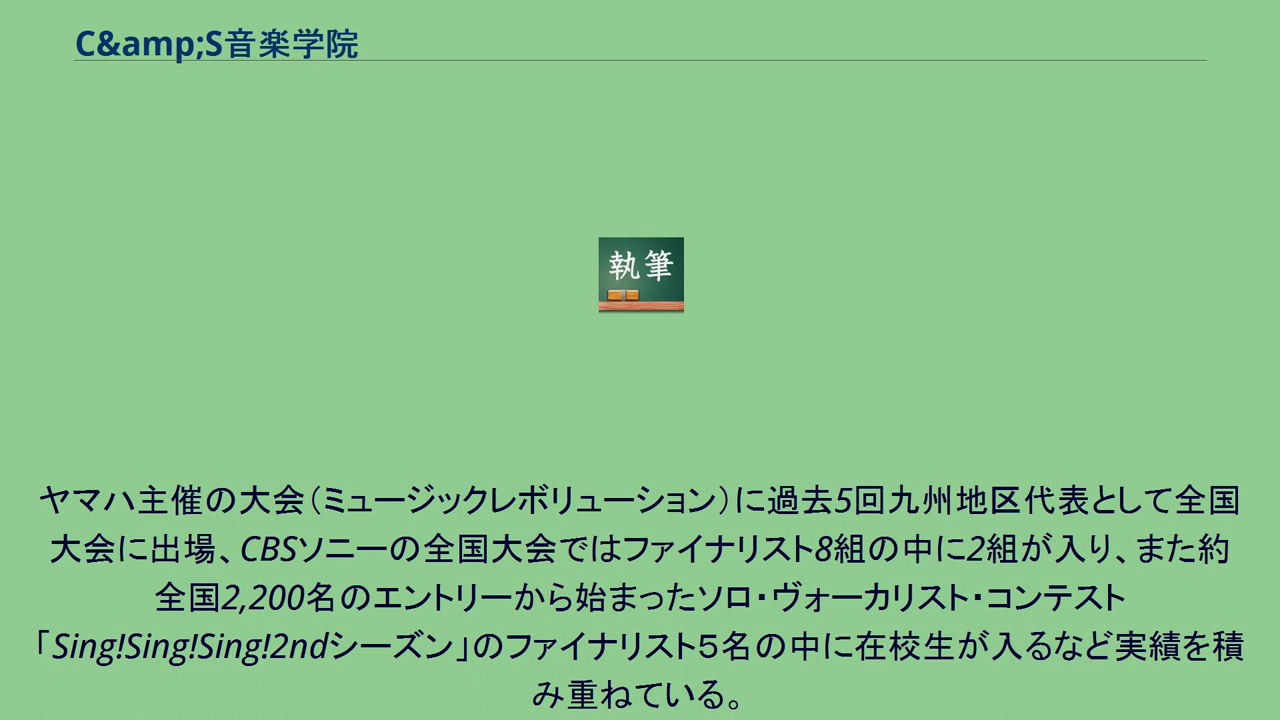 C&amp;S音楽学院
執筆
ヤマハ主催の大会（ミュージックレボリューション）に過去5回九州地区代表として全国
大会に出場、CBSソニーの全国大会ではファイナリスト8組の中に2組が入り、また約
全国2,200名のエントリーから始まったソロ・ヴォーカリスト・コンテスト
「Sing!Sing!Sing!2ndシーズン」のファイナリスト５名の中に在校生が入るなど実績を積
み重ねている。